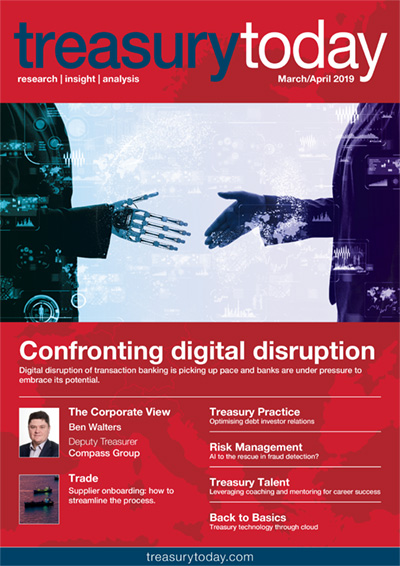 treasurytoday
research | insight | analysis
March/April 2019
Confronting digital disruption
Digital disruption of transaction banking is picking up pace and banks are under pressure to
embrace its potential.
The Corporate View
Ben Walters
Deputy Treasurer
Compass Group
Trade
Supplier onboarding: how to
streamline the process.
Treasury Practice
Optimising debt investor relations
Risk Management
AI to the rescue in fraud detection?
Treasury Talent
Leveraging coaching and mentoring for career success
Back to Basics
Treasury technology through cloud
treasurytoday.com